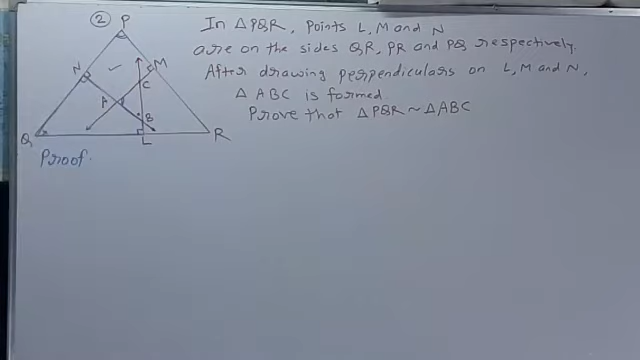 ② In △PQR, Points L, M and N
are on the sides QR, PR and PQ respectively.
After drawing perpendiculars on L, M and N,
△ ABC is formed.
Prove that △PQR ~ △ABC
P
N
M
C
A
B
Q
L
R
Proof.